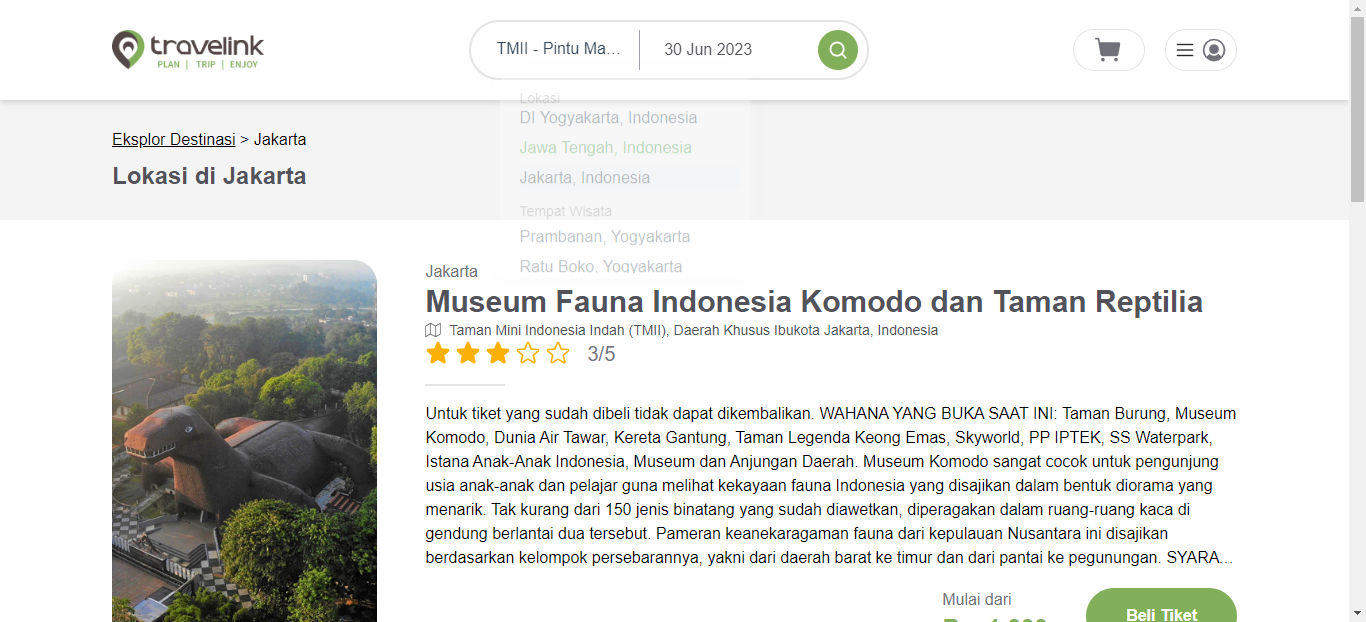 travelink
PLAN | TRIP | ENJOY
TMII - Pintu Ma...
30 Jun 2023
Lokasi
DI Yogyakarta, Indonesia
Jawa Tengah, Indonesia
Jakarta, Indonesia
Tempat Wisata
Prambanan, Yogyakarta
Ratu Boko, Yogyakarta
Eksplor Destinasi > Jakarta
Lokasi di Jakarta
Jakarta
Museum Fauna Indonesia Komodo dan Taman Reptilia
Taman Mini Indonesia Indah (TMII), Daerah Khusus Ibukota Jakarta, Indonesia
3/5
Untuk tiket yang sudah dibeli tidak dapat dikembalikan. WAHANA YANG BUKA SAAT INI: Taman Burung, Museum
Komodo, Dunia Air Tawar, Kereta Gantung, Taman Legenda Keong Emas, Skyworld, PP IPTEK, SS Waterpark,
Istana Anak-Anak Indonesia, Museum dan Anjungan Daerah. Museum Komodo sangat cocok untuk pengunjung
usia anak-anak dan pelajar guna melihat kekayaan fauna Indonesia yang disajikan dalam bentuk diorama yang
menarik. Tak kurang dari 150 jenis binatang yang sudah diawetkan, diperagakan dalam ruang-ruang kaca di
gendung berlantai dua tersebut. Pameran keanekaragaman fauna dari kepulauan Nusantara ini disajikan
berdasarkan kelompok persebarannya, yakni dari daerah barat ke timur dan dari pantai ke pegunungan. SYARA...
Mulai dari
Beli Tiket